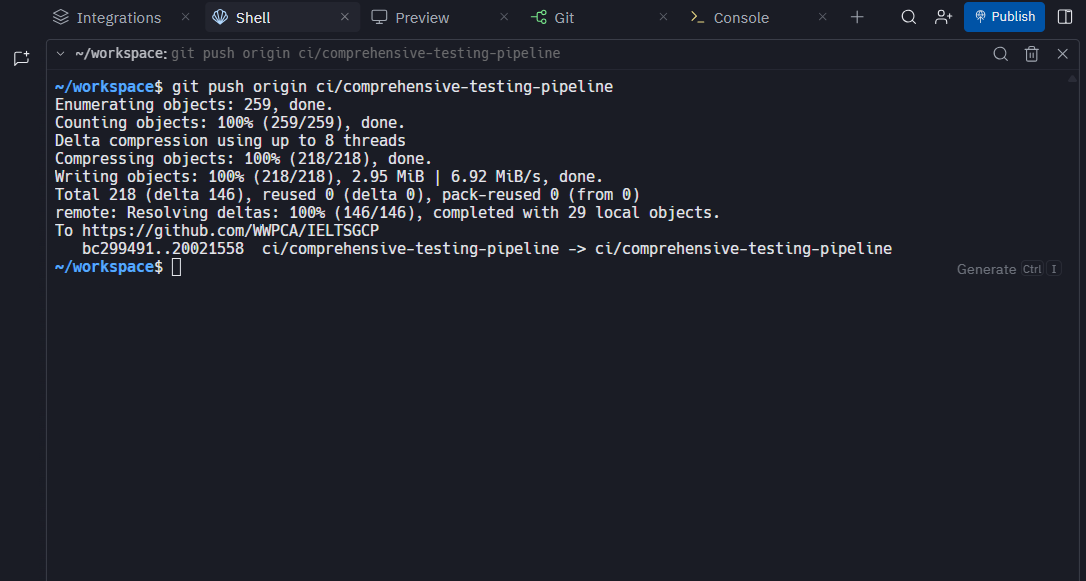 Integrations × Shell × Preview × Git × Console × + Publish
~/workspace: git push origin ci/comprehensive-testing-pipeline
~/workspace$ git push origin ci/comprehensive-testing-pipeline
Enumerating objects: 259, done.
Counting objects: 100% (259/259), done.
Delta compression using up to 8 threads
Compressing objects: 100% (218/218), done.
Writing objects: 100% (218/218), 2.95 MiB | 6.92 MiB/s, done.
Total 218 (delta 146), reused 0 (delta 0), pack-reused 0 (from 0)
remote: Resolving deltas: 100% (146/146), completed with 29 local objects.
To https://github.com/WWPCA/IELTSGCP
bc299491..20021558 ci/comprehensive-testing-pipeline -> ci/comprehensive-testing-pipeline
~/workspace$
Generate Ctrl I